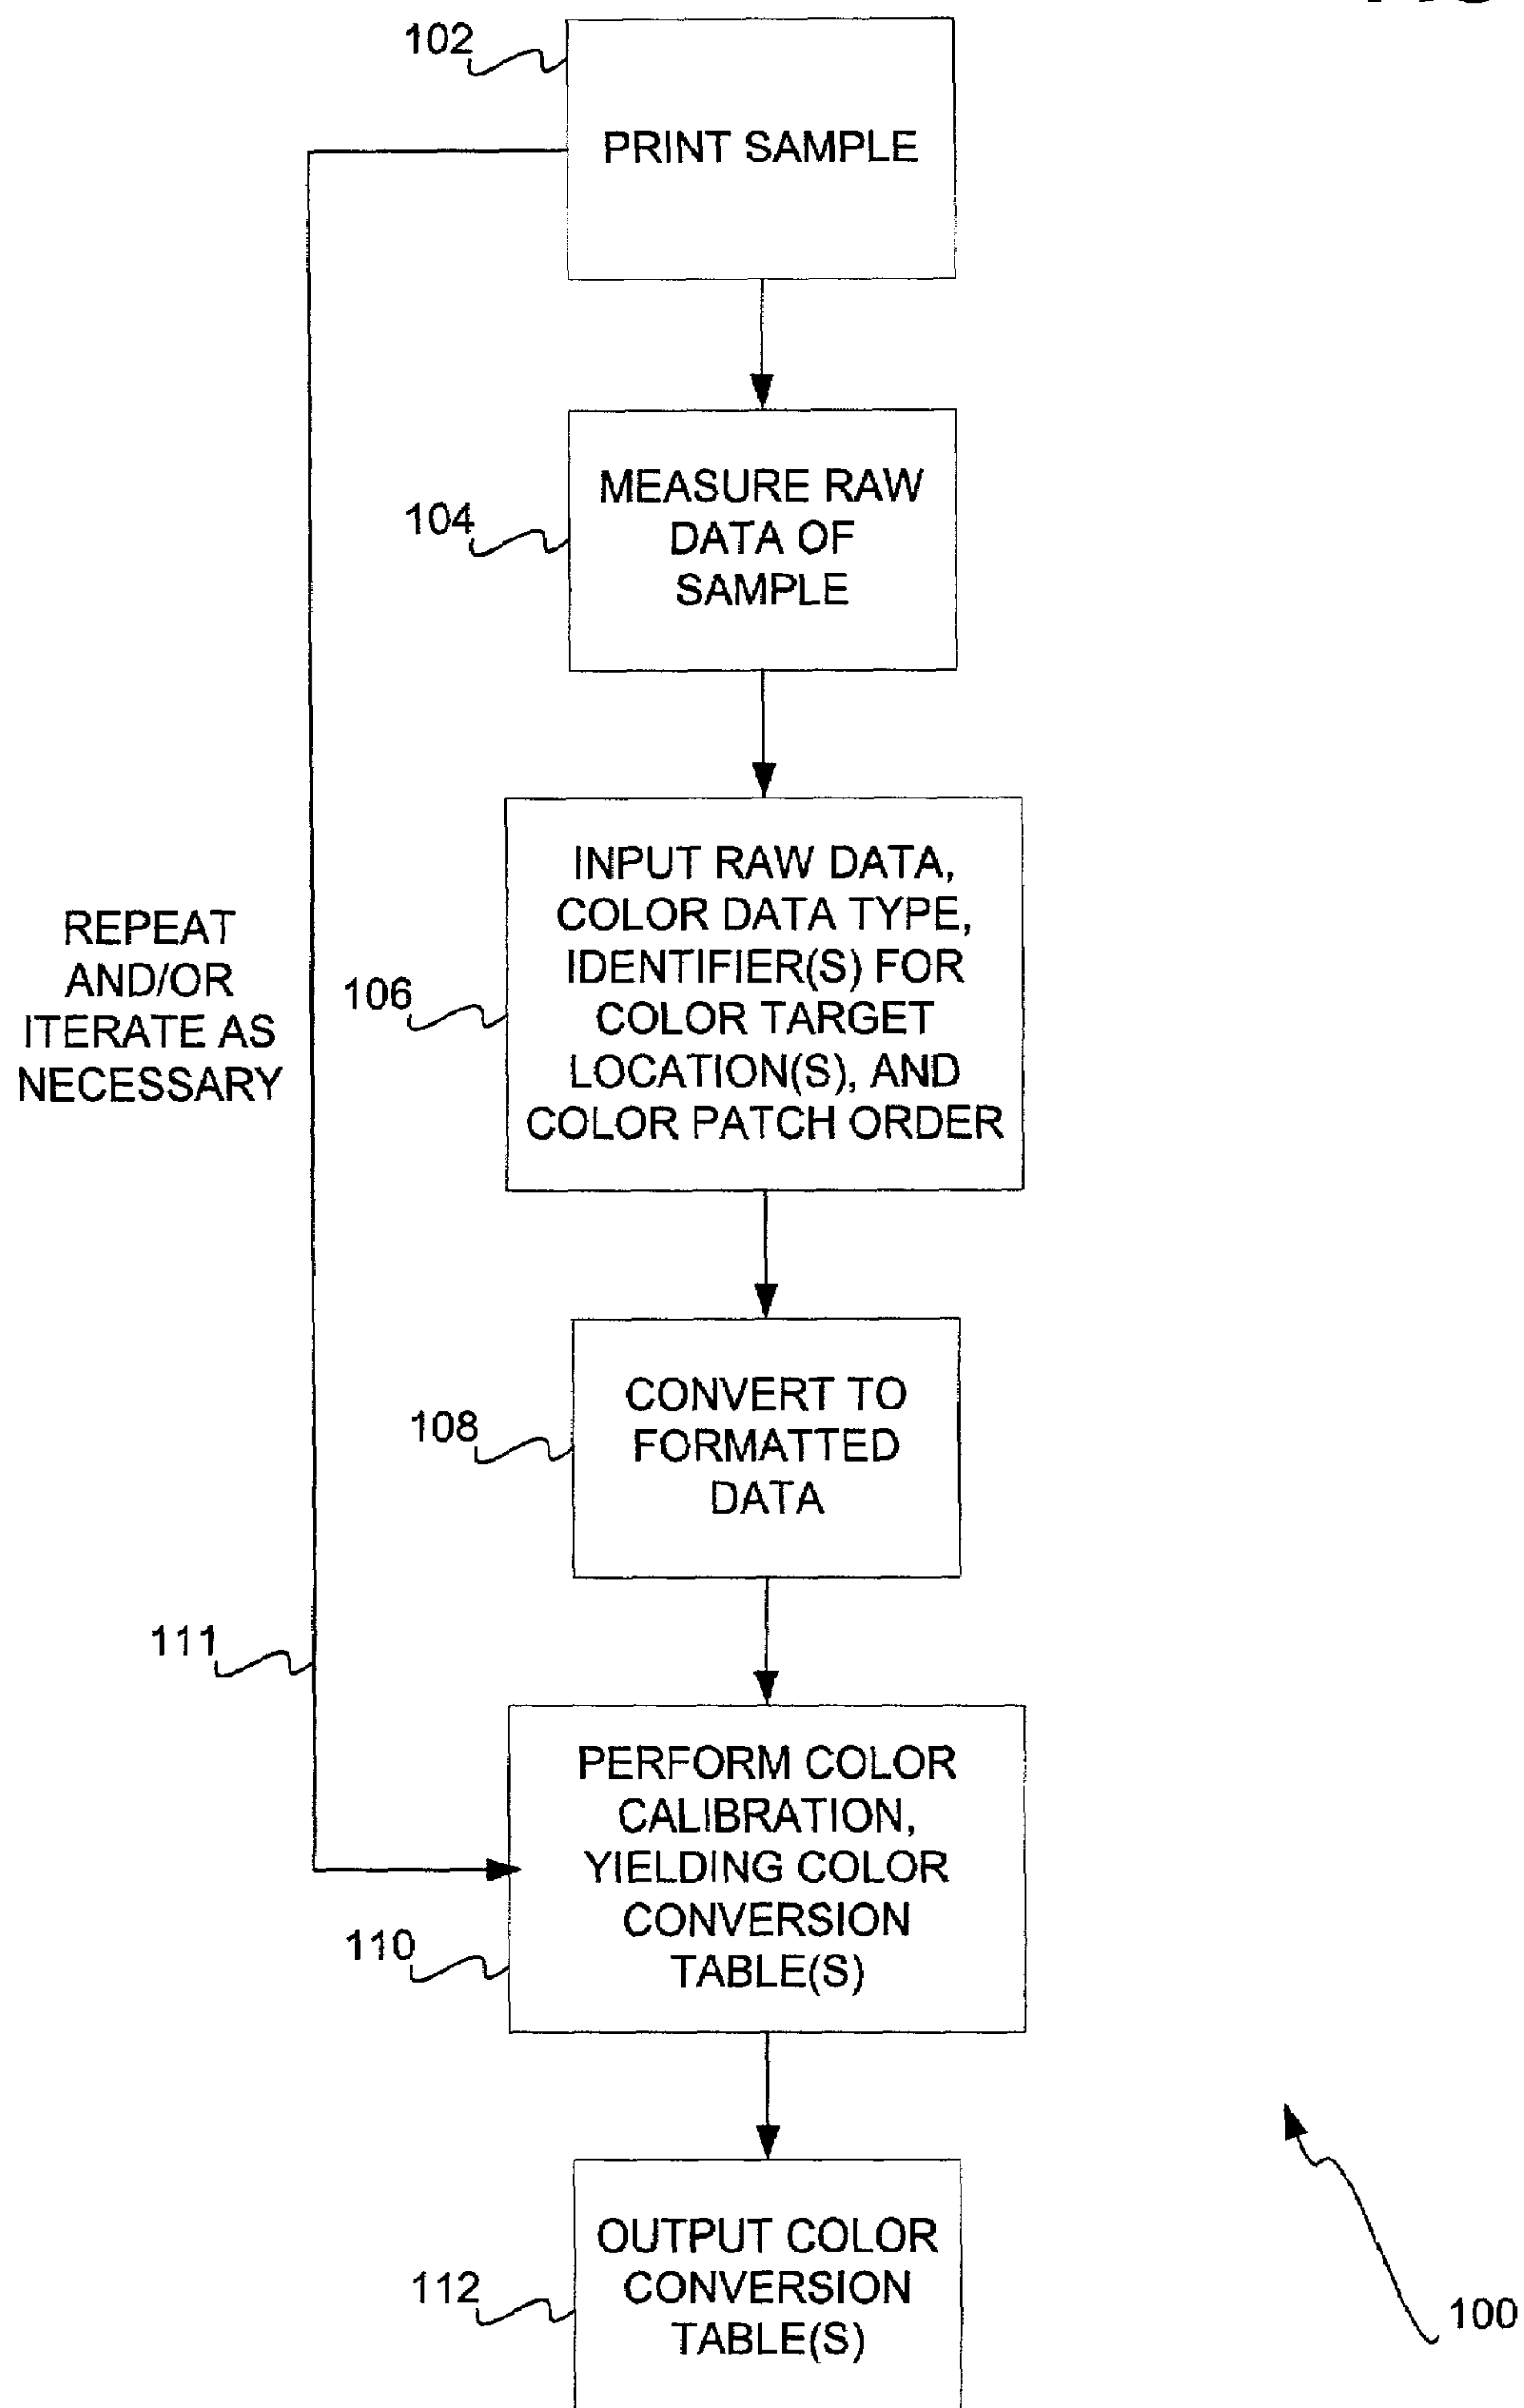 102
PRINT SAMPLE
104
MEASURE RAW
DATA OF
SAMPLE
REPEAT
AND/OR
ITERATE AS
NECESSARY
106
INPUT RAW DATA,
COLOR DATA TYPE,
IDENTIFIER(S) FOR
COLOR TARGET
LOCATION(S), AND
COLOR PATCH ORDER
108
CONVERT TO
FORMATTED
DATA
111
110
PERFORM COLOR
CALIBRATION,
YIELDING COLOR
CONVERSION
TABLE(S)
112
OUTPUT COLOR
CONVERSION
TABLE(S)
100